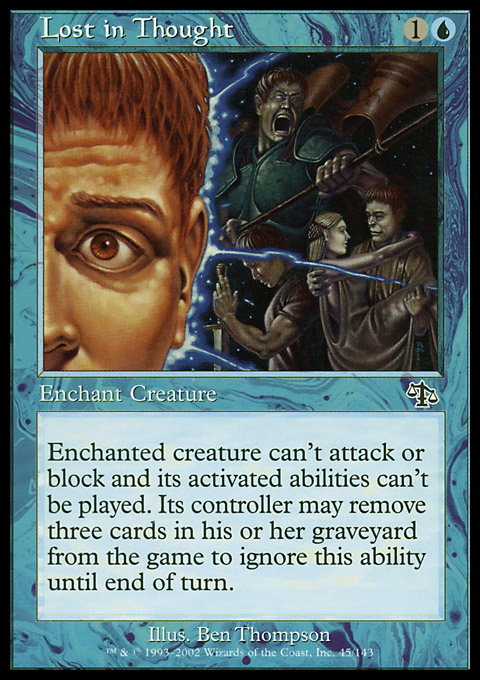 Lost in Thought 1
Enchant Creature
Enchanted creature can't attack or
block and its activated abilities can't
be played. Its controller may remove
three cards in his or her graveyard
from the game to ignore this ability
until end of turn.
Illus. Ben Thompson
™ & © 1993-2002 Wizards of the Coast, Inc. 45/143